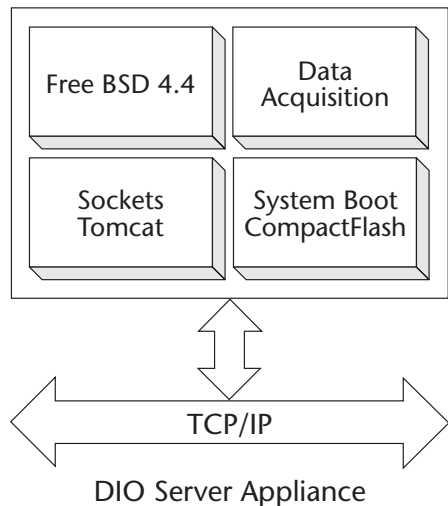 Free BSD 4.4
Data
Acquisition
Sockets
Tomcat
System Boot
CompactFlash
TCP/IP
DIO Server Appliance